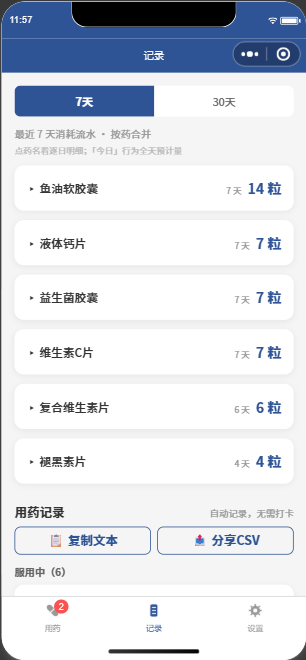 11:57
记录
7天
30天
最近 7 天消耗流水 · 按药合并
点药名看逐日明细；「今日」行为全天预计量
▸ 鱼油软胶囊 7 天 14 粒
▸ 液体钙片 7 天 7 粒
▸ 益生菌胶囊 7 天 7 粒
▸ 维生素C片 7 天 7 粒
▸ 复合维生素片 6 天 6 粒
▸ 褪黑素片 4 天 4 粒
用药记录 自动记录，无需打卡
复制文本
分享CSV
服用中（6）
2
用药
记录
设置